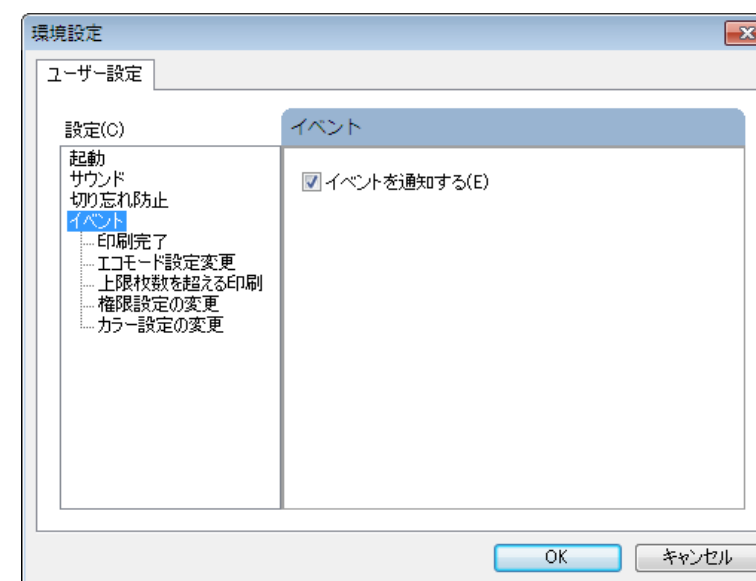 環境設定
ユーザー設定
設定(C)
起動
サウンド
切り忘れ防止
イベント
印刷完了
エコモード設定変更
上限枚数を超える印刷
権限設定の変更
カラー設定の変更
イベント
イベントを通知する(E)
OK
キャンセル